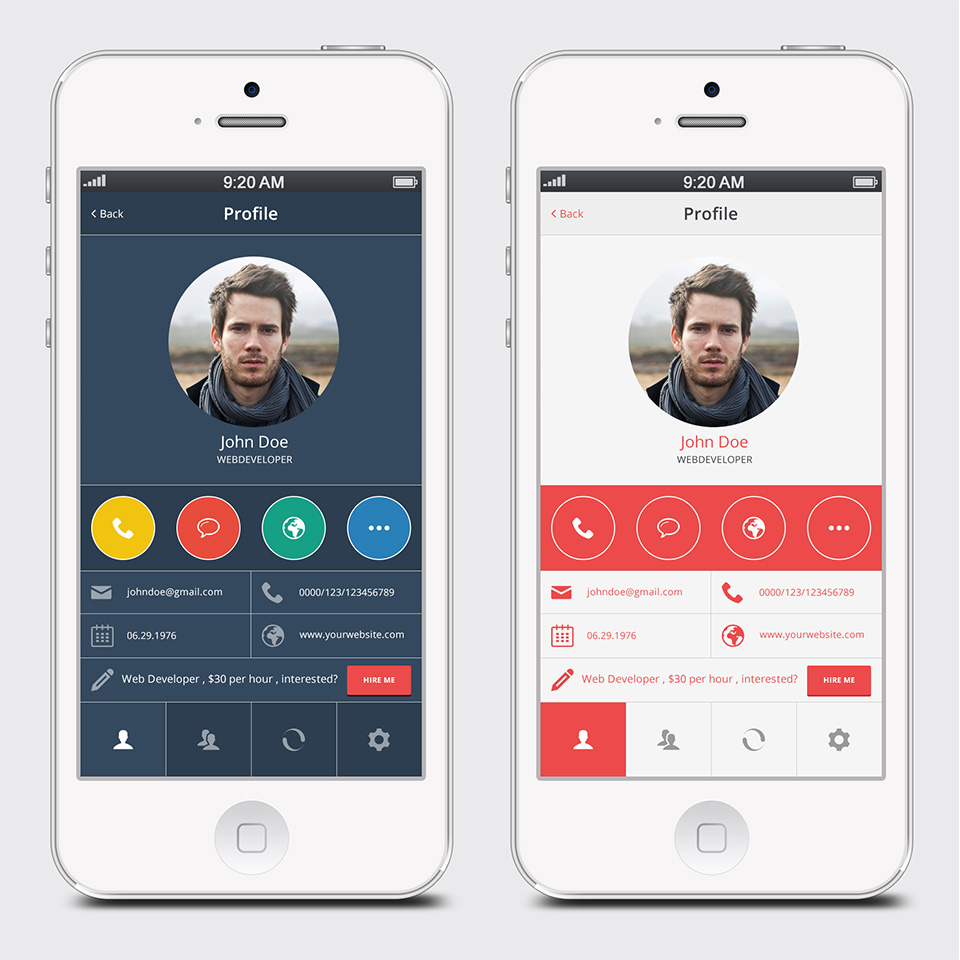 9:20 AM
Back
Profile
John Doe
WEBDEVELOPER
johndoe@gmail.com
0000/123/123456789
06.29.1976
www.yourwebsite.com
Web Developer , $30 per hour , interested?
HIRE ME
9:20 AM
Back
Profile
John Doe
WEBDEVELOPER
johndoe@gmail.com
0000/123/123456789
06.29.1976
www.yourwebsite.com
Web Developer , $30 per hour , interested?
HIRE ME